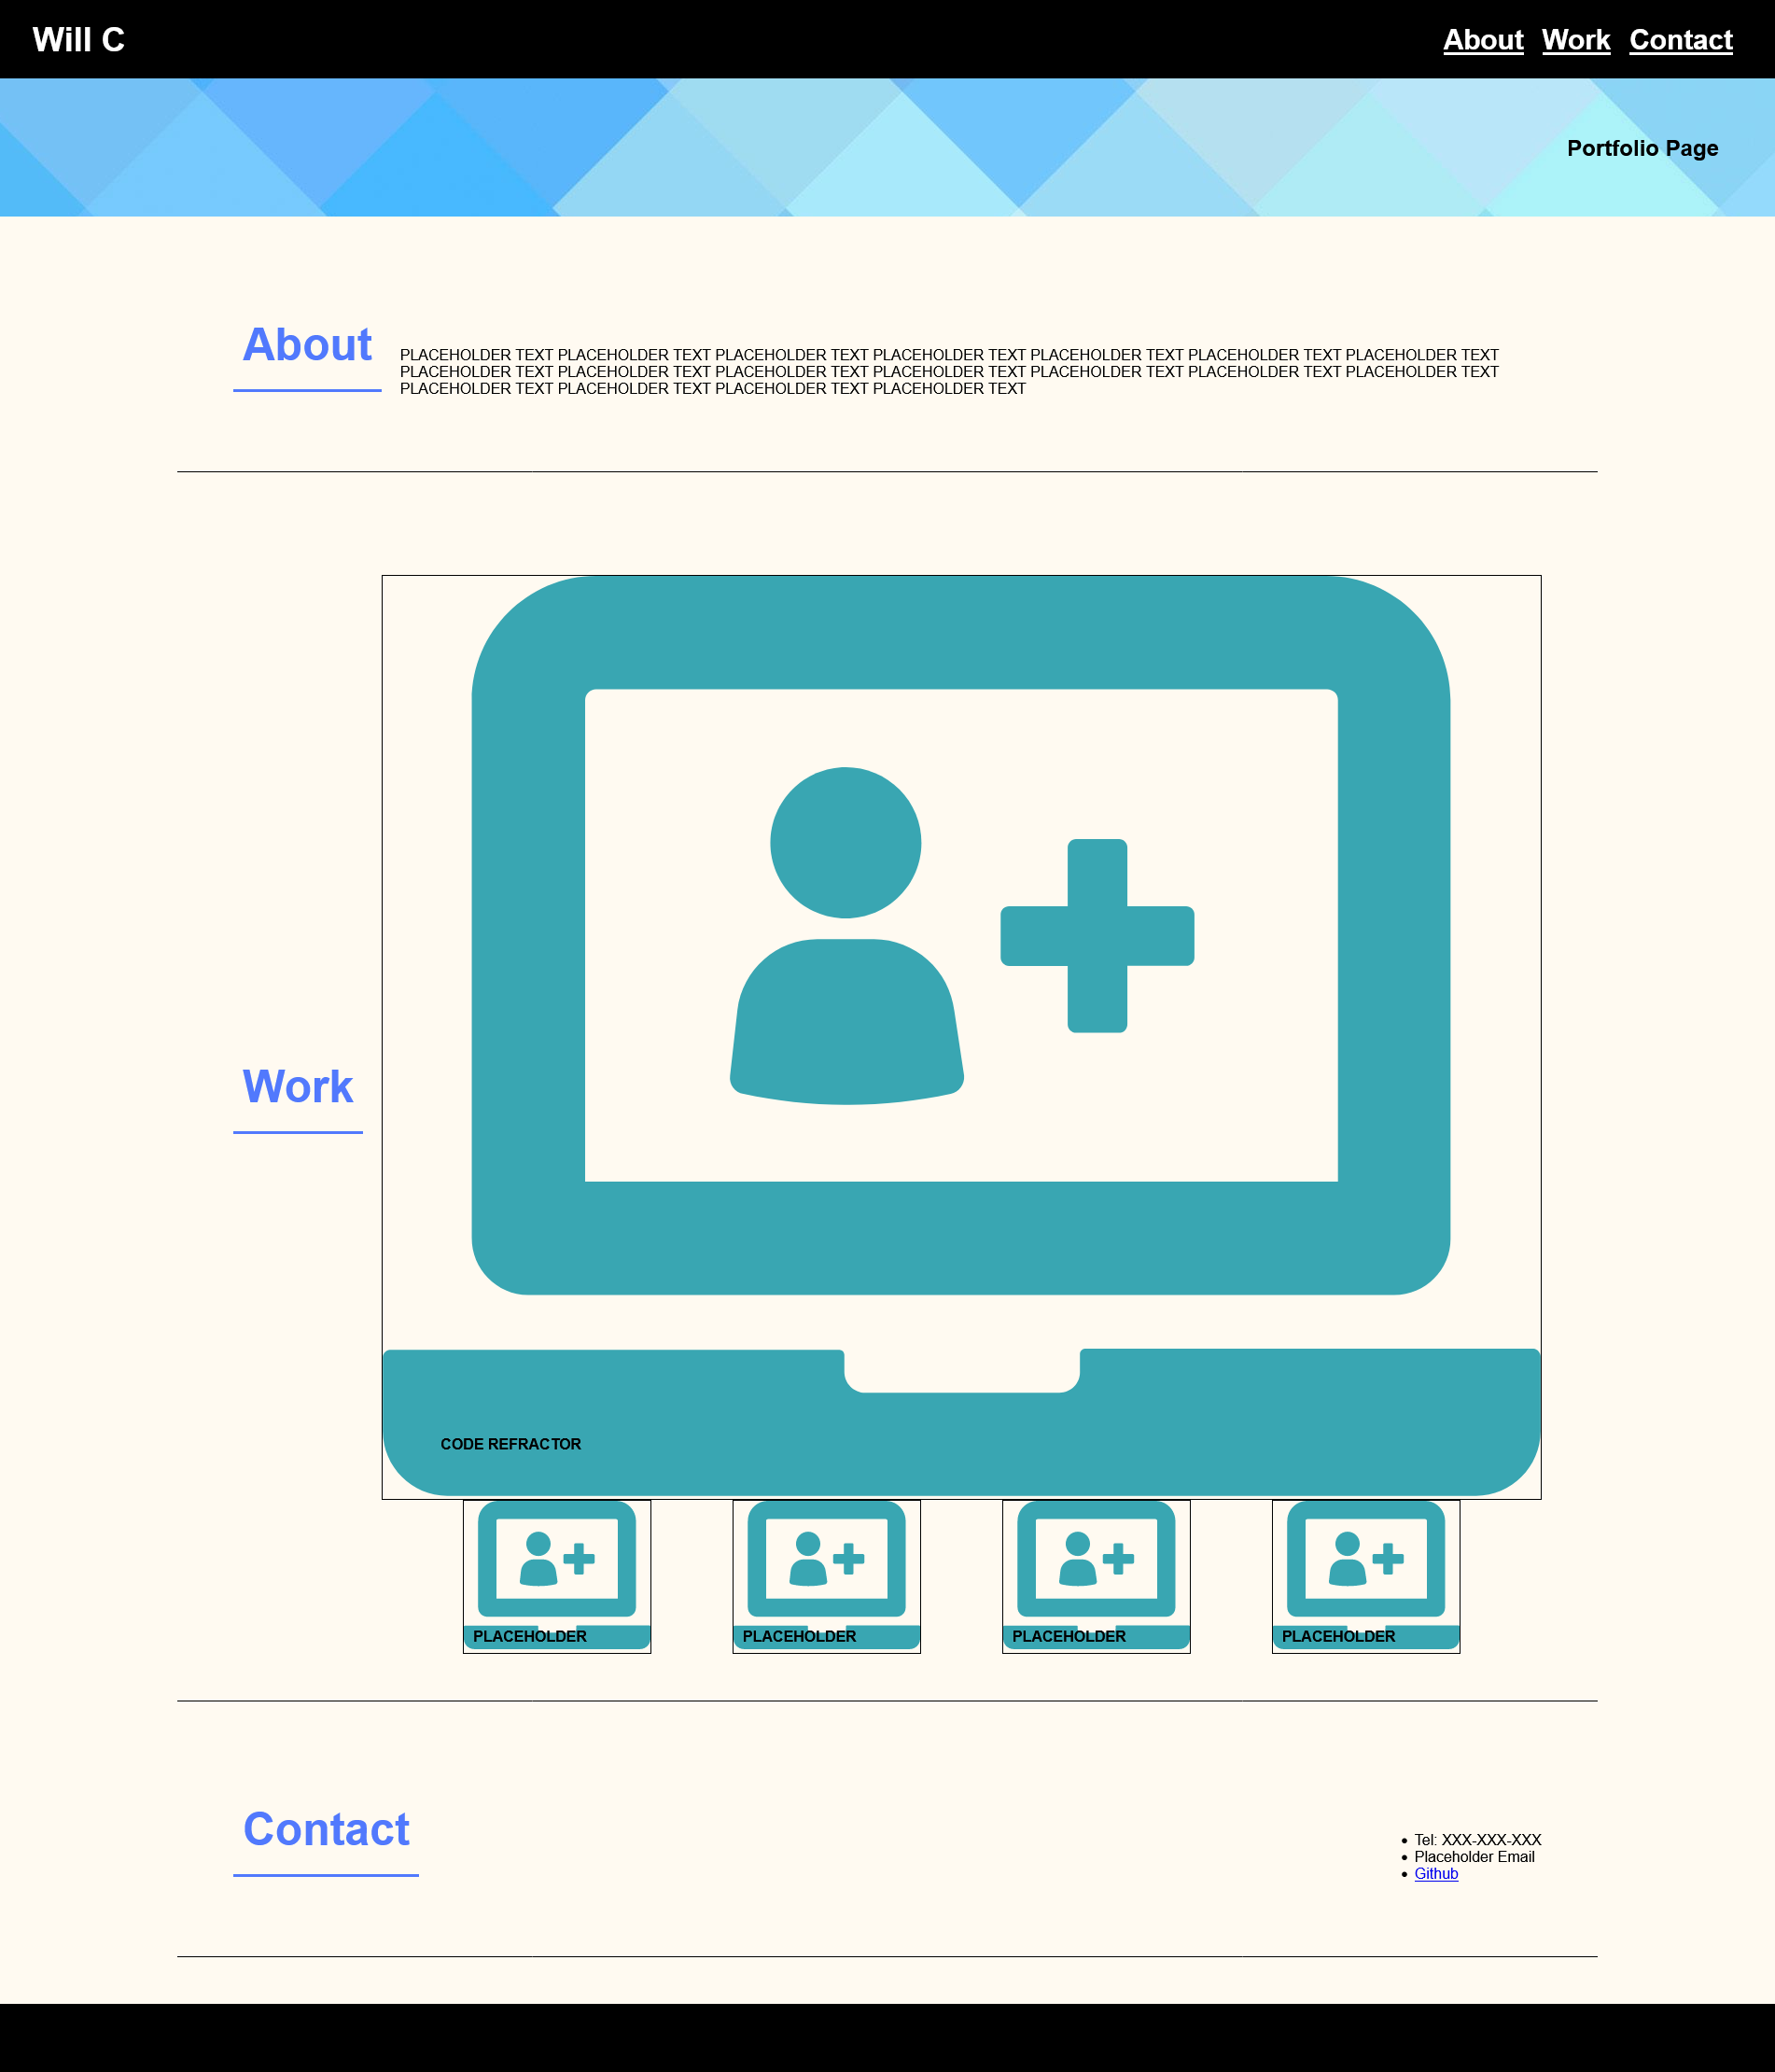 Will C
About Work Contact
Portfolio Page
About
PLACEHOLDER TEXT PLACEHOLDER TEXT PLACEHOLDER TEXT PLACEHOLDER TEXT PLACEHOLDER TEXT PLACEHOLDER TEXT PLACEHOLDER TEXT
PLACEHOLDER TEXT PLACEHOLDER TEXT PLACEHOLDER TEXT PLACEHOLDER TEXT PLACEHOLDER TEXT PLACEHOLDER TEXT PLACEHOLDER TEXT
PLACEHOLDER TEXT PLACEHOLDER TEXT PLACEHOLDER TEXT PLACEHOLDER TEXT
Work
CODE REFRACTOR
PLACEHOLDER PLACEHOLDER PLACEHOLDER PLACEHOLDER
Contact
Tel: XXX-XXX-XXX
Placeholder Email
Github